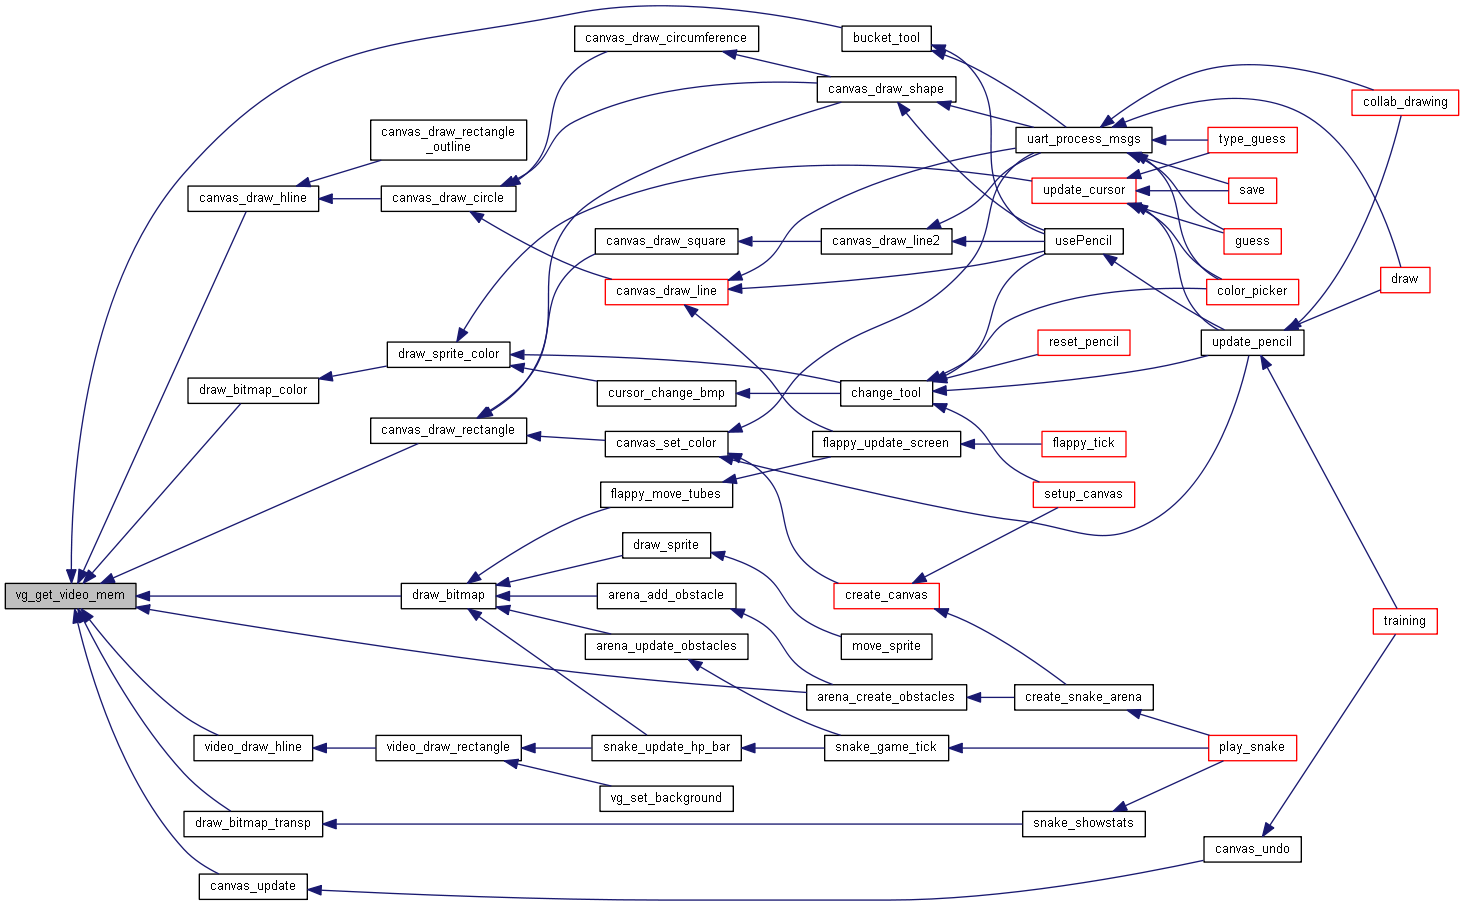 canvas_draw_circumference
bucket_tool
canvas_draw_shape
collab_drawing
canvas_draw_rectangle
_outline
uart_process_msgs
type_guess
canvas_draw_hline
canvas_draw_circle
update_cursor
save
canvas_draw_square
canvas_draw_line2
usePencil
guess
draw
canvas_draw_line
color_picker
reset_pencil
update_pencil
draw_sprite_color
draw_bitmap_color
cursor_change_bmp
change_tool
canvas_draw_rectangle
canvas_set_color
flappy_update_screen
flappy_tick
flappy_move_tubes
setup_canvas
draw_sprite
vg_get_video_mem
draw_bitmap
arena_add_obstacle
create_canvas
training
arena_update_obstacles
move_sprite
arena_create_obstacles
create_snake_arena
video_draw_hline
video_draw_rectangle
snake_update_hp_bar
snake_game_tick
play_snake
vg_set_background
draw_bitmap_transp
snake_showstats
canvas_undo
canvas_update